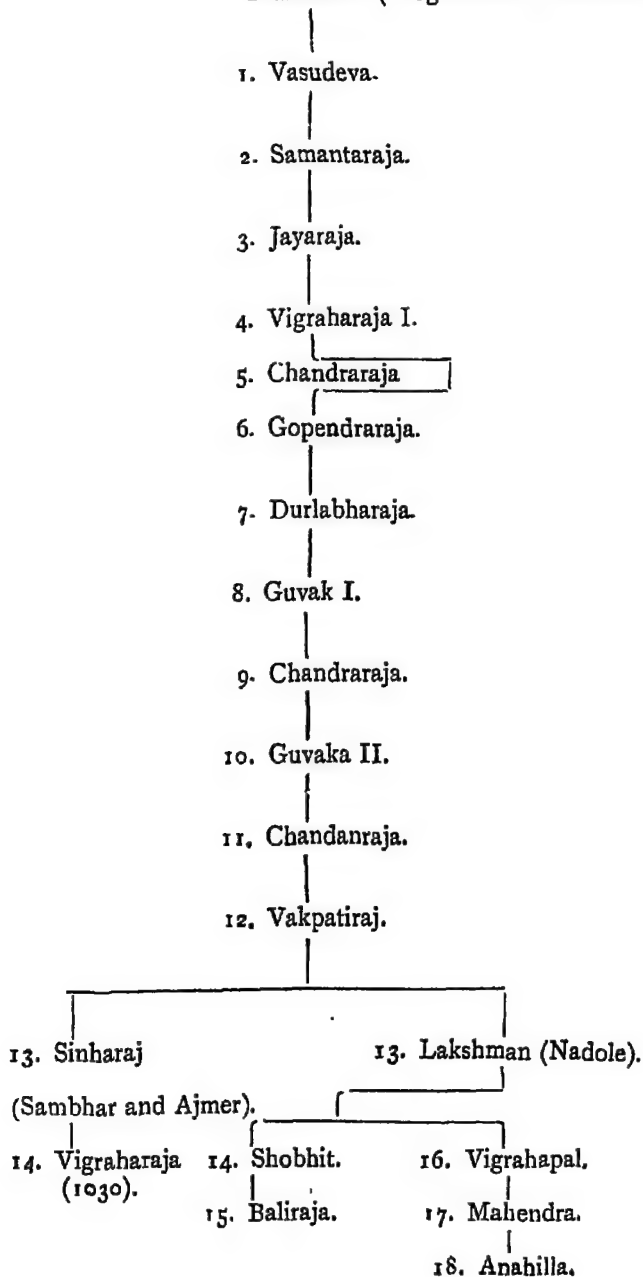 1. Vasudeva.
2. Samantaraja.
3. Jayaraja.
4. Vigraharaja I.
5. Chandraraja
6. Gopendraraja.
7. Durlabharaja.
8. Guvak I.
9. Chandraraja.
10. Guvaka II.
11. Chandanraja.
12. Vakpatiraj.
13. Sinharaj 13. Lakshman (Nadole).
(Sambhar and Ajmer).
14. Vigraharaja 14. Shobhit. 16. Vigrahapal.
(1030).
15. Baliraja. 17. Mahendra.
18. Anahilla.